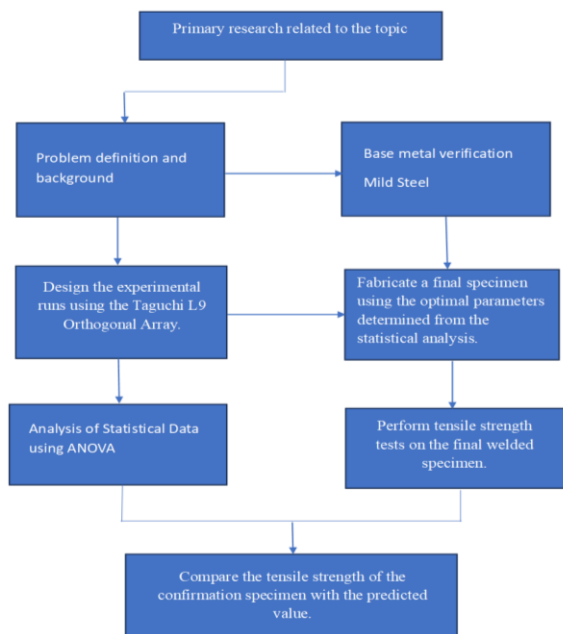 Primary research related to the topic
Problem definition and
background
Base metal verification
Mild Steel
Design the experimental
runs using the Taguchi L9
Orthogonal Array.
Fabricate a final specimen
using the optimal parameters
determined from the
statistical analysis.
Analysis of Statistical Data
using ANOVA
Perform tensile strength
tests on the final welded
specimen.
Compare the tensile strength of the
confirmation specimen with the predicted
value.